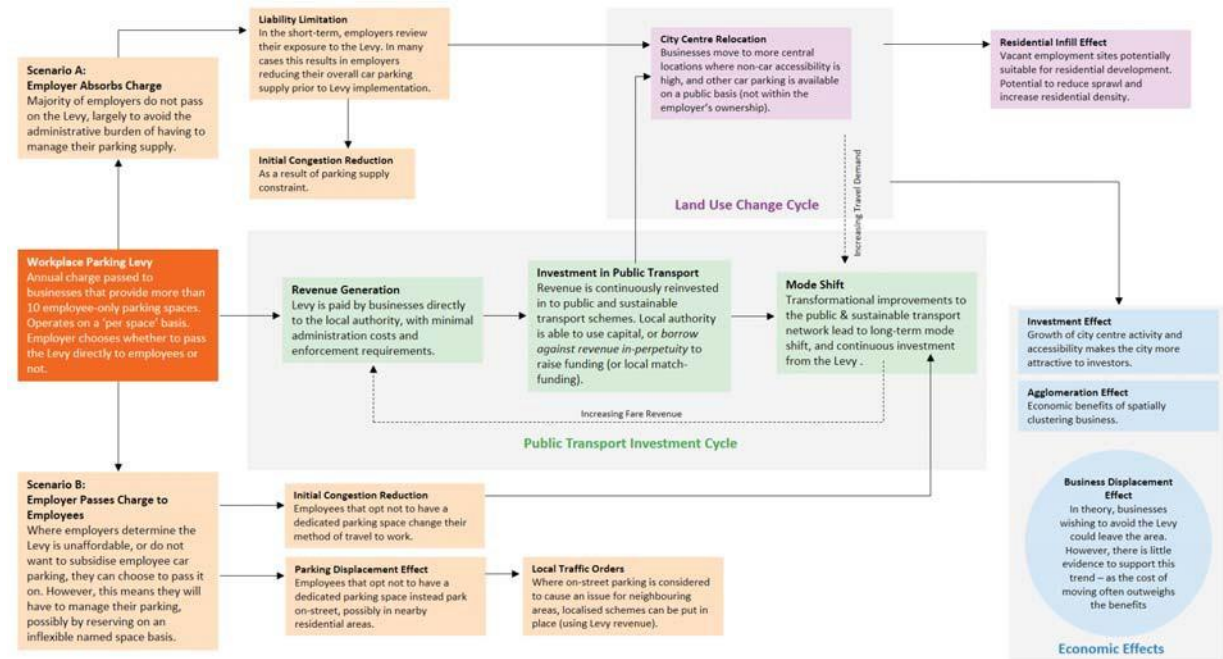 Liability Limitation
In the short-term, employers review
their exposure to the Levy. In many
cases this results in employers
reducing their overall car parking
supply prior to Levy implementation.
City Centre Relocation
Businesses move to more central
locations where non-car accessibility is
high, and other car parking is available
on a public basis (not within the
employer's ownership).
Residential Infill Effect
Vacant employment sites potentially
suitable for residential development.
Potential to reduce sprawl and
increase residential density.
Scenario A:
Employer Absorbs Charge
Majority of employers do not pass
on the Levy, largely to avoid the
administrative burden of having to
manage their parking supply.
Initial Congestion Reduction
As a result of parking supply
constraint.
Increasing Travel Demand
Land Use Change Cycle
Workplace Parking Levy
Annual charge passed to
businesses that provide more than
10 employee-only parking spaces.
Operates on a 'per space' basis.
Employer chooses whether to pass
the Levy directly to employees or
not.
Revenue Generation
Levy is paid by businesses directly
to the local authority, with minimal
administration costs and
enforcement requirements.
Investment in Public Transport
Revenue is continuously reinvested
in to public and sustainable
transport schemes. Local authority
is able to use capital, or borrow
against revenue in-perpetuity to
raise funding (or local match-
funding).
Mode Shift
Transformational improvements to
the public & sustainable transport
network lead to long-term mode
shift, and continuous investment
from the Levy .
Increasing Fare Revenue
Public Transport Investment Cycle
Investment Effect
Growth of city centre activity and
accessibility makes the city more
attractive to investors.
Agglomeration Effect
Economic benefits of spatially
clustering business.
Business Displacement
Effect
In theory, businesses
wishing to avoid the Levy
could leave the area.
However, there is little
evidence to support this
trend – as the cost of
moving often outweighs
the benefits
Economic Effects
Scenario B:
Employer Passes Charge to
Employees
Where employers determine the
Levy is unaffordable, or do not
want to subsidise employee car
parking, they can choose to pass it
on. However, this means they will
have to manage their parking,
possibly by reserving on an
inflexible named space basis.
Initial Congestion Reduction
Employees that opt not to have a
dedicated parking space change their
method of travel to work.
Parking Displacement Effect
Employees that opt not to have a
dedicated parking space instead park
on-street, possibly in nearby
residential areas.
Local Traffic Orders
Where on-street parking is considered
to cause an issue for neighbouring
areas, localised schemes can be put in
place (using Levy revenue).